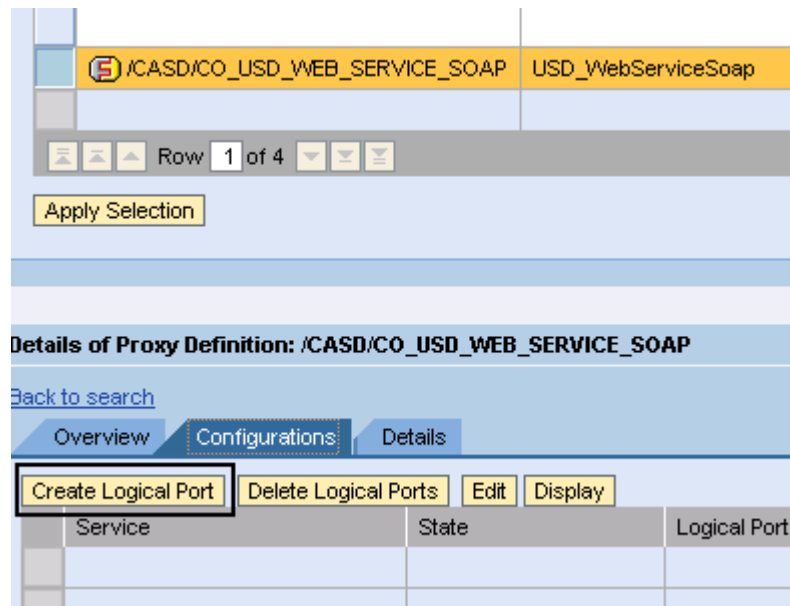 /CASD/CO_USD_WEB_SERVICE_SOAP USD_WebServiceSoap
Row 1 of 4
Apply Selection
Details of Proxy Definition: /CASD/CO_USD_WEB_SERVICE_SOAP
Back to search
Overview Configurations Details
Create Logical Port Delete Logical Ports Edit Display
Service State Logical Port